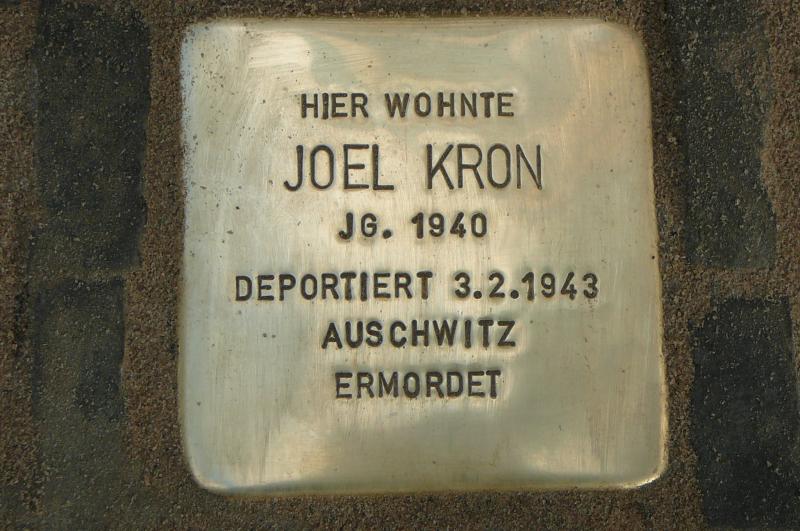 HIER WOHNTE
JOEL KRON
JG. 1940
DEPORTIERT 3.2.1943
AUSCHWITZ
ERMORDET